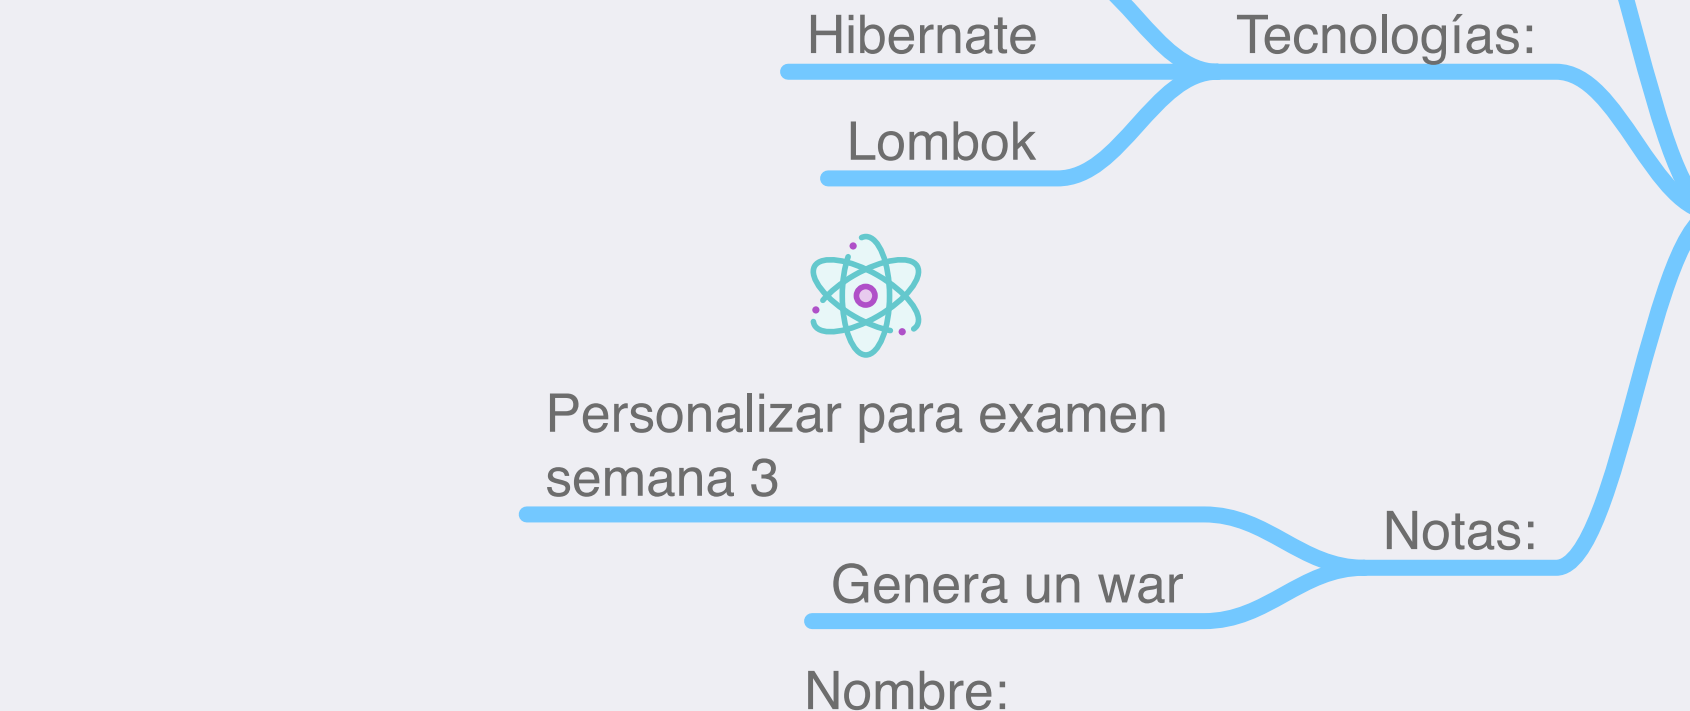 Hibernate
Tecnologías:
Lombok
Personalizar para examen
semana 3
Notas:
Genera un war
Nombre: